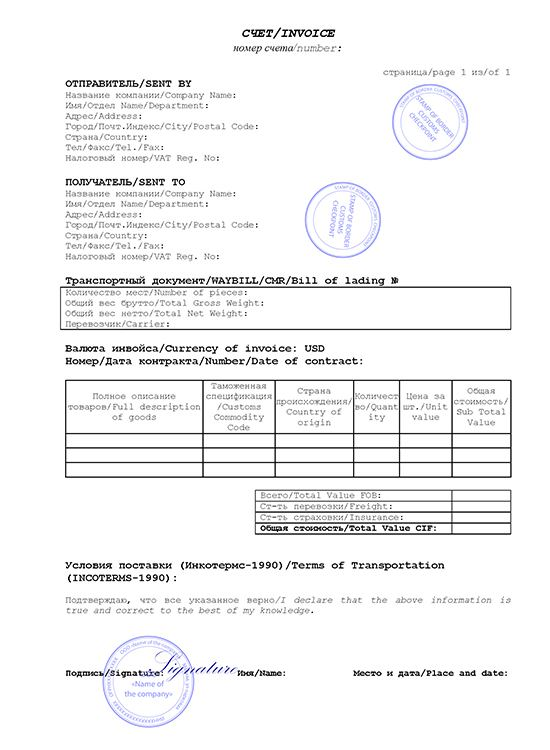 СЧЕТ/INVOICE
номер счета/number:
страница/page 1 из/of 1
ОТПРАВИТЕЛЬ/SENT BY
Название компании/Company Name:
Имя/Отдел Name/Department:
Адрес/Address:
Город/Почт.Индекс/City/Postal Code:
Страна/Country:
Тел/Факс/Tel./Fax:
Налоговый номер/VAT Reg. No:
STAMP OF BORDER
CUSTOMS
CHECKPOINT
ПОЛУЧАТЕЛЬ/SENT TO
Название компании/Company Name:
Имя/Отдел Name/Department:
Адрес/Address:
Город/Почт.Индекс/City/Postal Code:
Страна/Country:
Тел/Факс/Tel./Fax:
Налоговый номер/VAT Reg. No:
STAMP OF BORDER
CUSTOMS
CHECKPOINT
Транспортный документ/WAYBILL/CMR/Bill of lading №
Количество мест/Number of pieces:
Общий вес брутто/Total Gross Weight:
Общий вес нетто/Total Net Weight:
Перевозчик/Carrier:
Валюта инвойса/Currency of invoice: USD
Номер/Дата контракта/Number/Date of contract:
Полное описание
товаров/Full description
of goods
Таможенная
спецификация
/Customs
Commodity
Code
Страна
происхождения/
Country of
origin
Количест
во/Quant
ity
Цена за
шт./Unit
value
Общая
стоимость/
Sub Total
Value
Всего/Total Value FOB:
Ст-ть перевозки/Freight:
Ст-ть страховки/Insurance:
Общая стоимость/Total Value CIF:
Условия поставки (Инкотермс-1990)/Terms of Transportation
(INCOTERMS-1990):
Подтверждаю, что все указанное верно/I declare that the above information is
true and correct to the best of my knowledge.
Подпись/Signature: Signature Имя/Name: Место и дата/Place and date:
«Name of
the company»